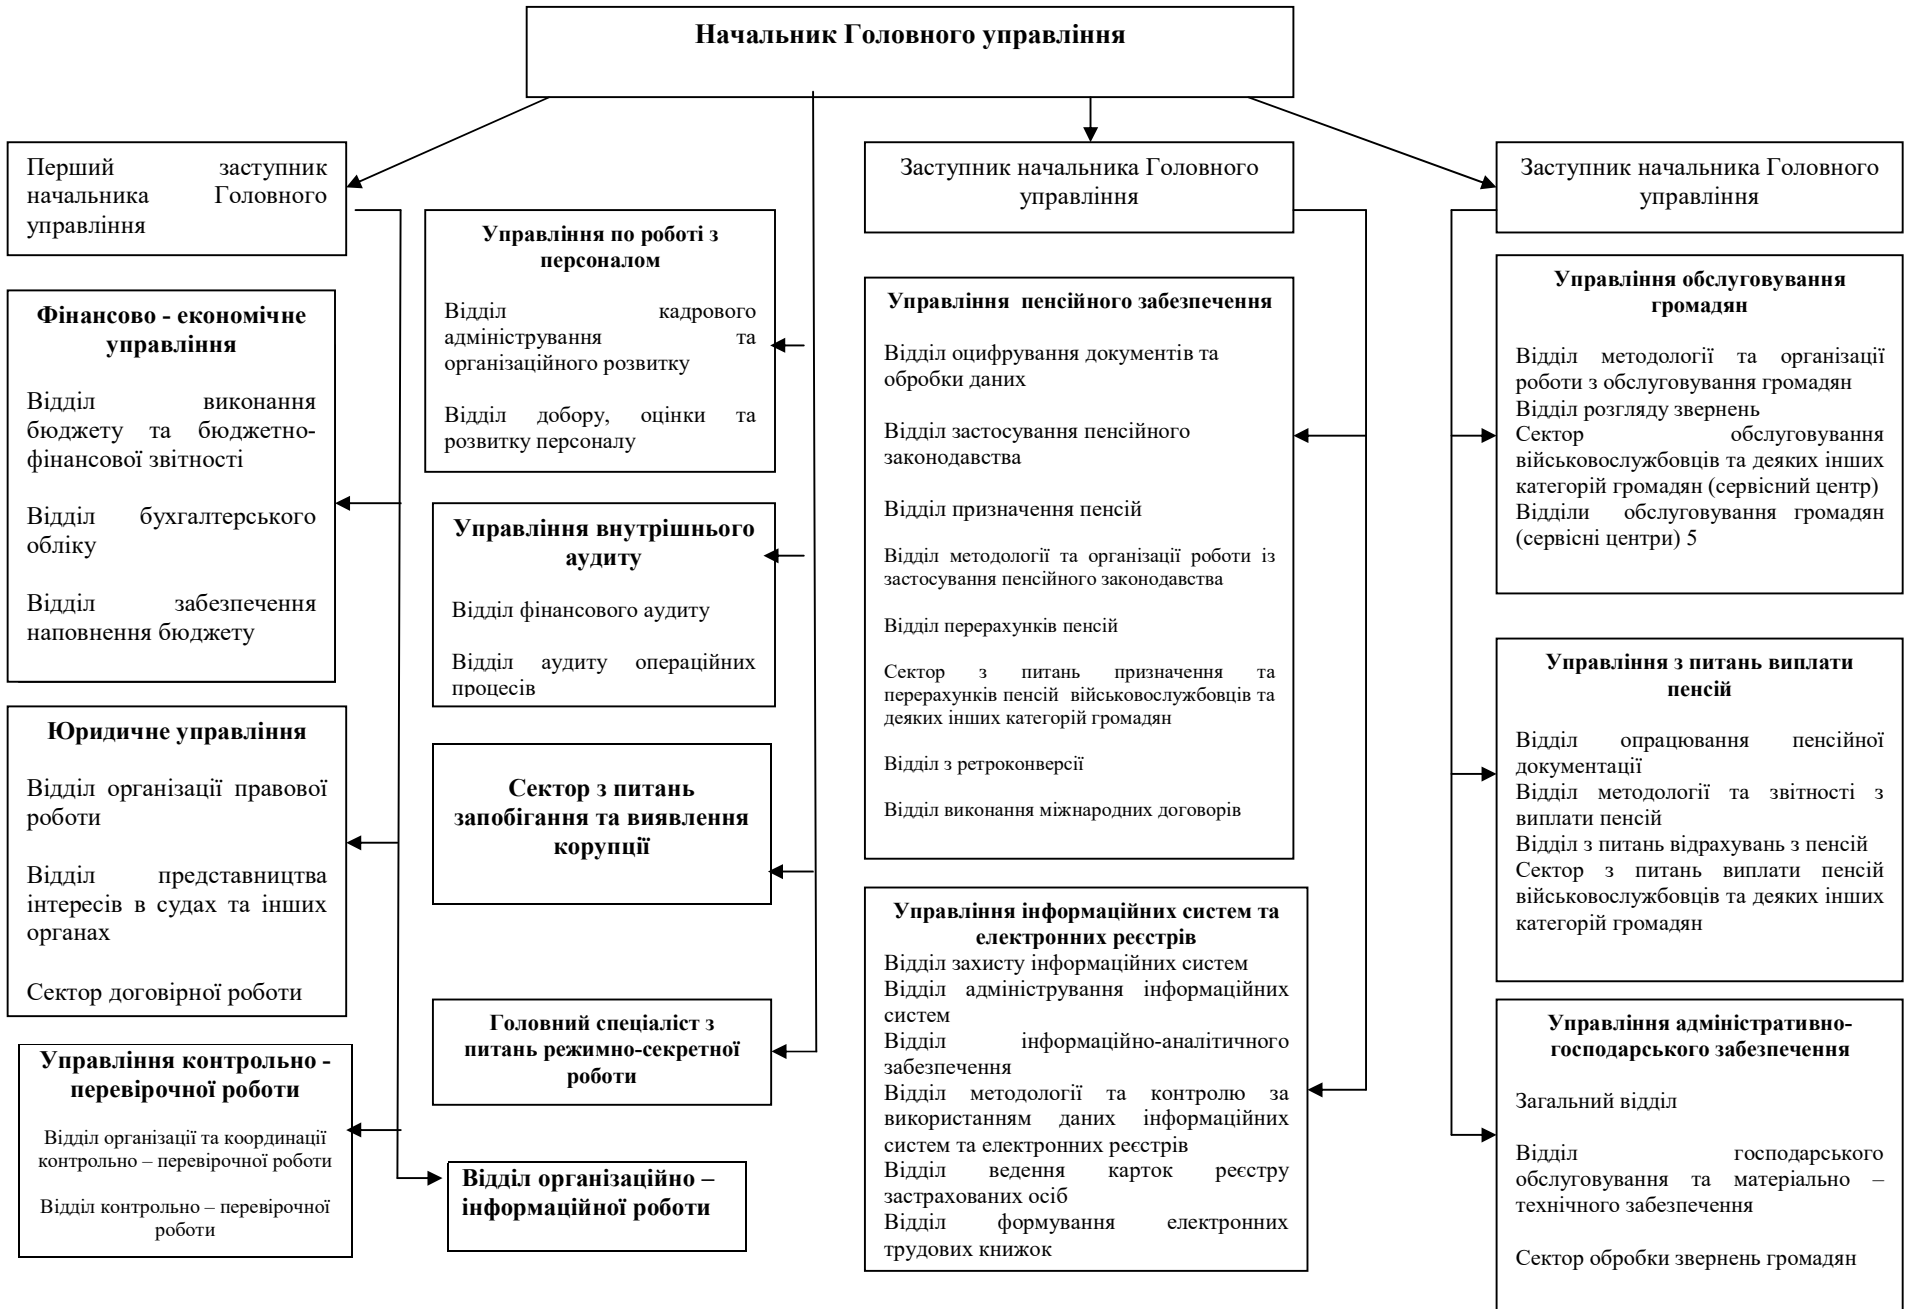 Начальник Головного управління
Перший заступник
начальника Головного
управління
Заступник начальника Головного
управління
Заступник начальника Головного
управління
Фінансово - економічне
управління
Відділ виконання
бюджету та бюджетно-
фінансової звітності
Відділ бухгалтерського
обліку
Відділ забезпечення
наповнення бюджету
Юридичне управління
Відділ організації правової
роботи
Відділ представництва
інтересів в судах та інших
органах
Сектор договірної роботи
Управління контрольно -
перевірочної роботи
Відділ організації та координації
контрольно – перевірочної роботи
Відділ контрольно – перевірочної
роботи
Управління по роботі з
персоналом
Відділ кадрового
адміністрування та
організаційного розвитку
Відділ добору, оцінки та
розвитку персоналу
Управління внутрішнього
аудиту
Відділ фінансового аудиту
Відділ аудиту операційних
процесів
Сектор з питань
запобігання та виявлення
корупції
Головний спеціаліст з
питань режимно-секретної
роботи
Відділ організаційно –
інформаційної роботи
Управління пенсійного забезпечення
Відділ оцифрування документів та
обробки даних
Відділ застосування пенсійного
законодавства
Відділ призначення пенсій
Відділ методології та організації роботи із
застосування пенсійного законодавства
Відділ перерахунків пенсій
Сектор з питань призначення та
перерахунків пенсій військовослужбовців та
деяких інших категорій громадян
Відділ з ретроконверсії
Відділ виконання міжнародних договорів
Управління інформаційних систем та
електронних реєстрів
Відділ захисту інформаційних систем
Відділ адміністрування інформаційних
систем
Відділ інформаційно-аналітичного
забезпечення
Відділ методології та контролю за
використанням даних інформаційних
систем та електронних реєстрів
Відділ ведення карток реєстру
застрахованих осіб
Відділ формування електронних
трудових книжок
Управління обслуговування
громадян
Відділ методології та організації
роботи з обслуговування громадян
Відділ розгляду звернень
Сектор обслуговування
військовослужбовців та деяких інших
категорій громадян (сервісний центр)
Відділи обслуговування громадян
(сервісні центри) 5
Управління з питань виплати
пенсій
Відділ опрацювання пенсійної
документації
Відділ методології та звітності з
виплати пенсій
Відділ з питань відрахувань з пенсій
Сектор з питань виплати пенсій
військовослужбовців та деяких інших
категорій громадян
Управління адміністративно-
господарського забезпечення
Загальний відділ
Відділ господарського
обслуговування та матеріально –
технічного забезпечення
Сектор обробки звернень громадян